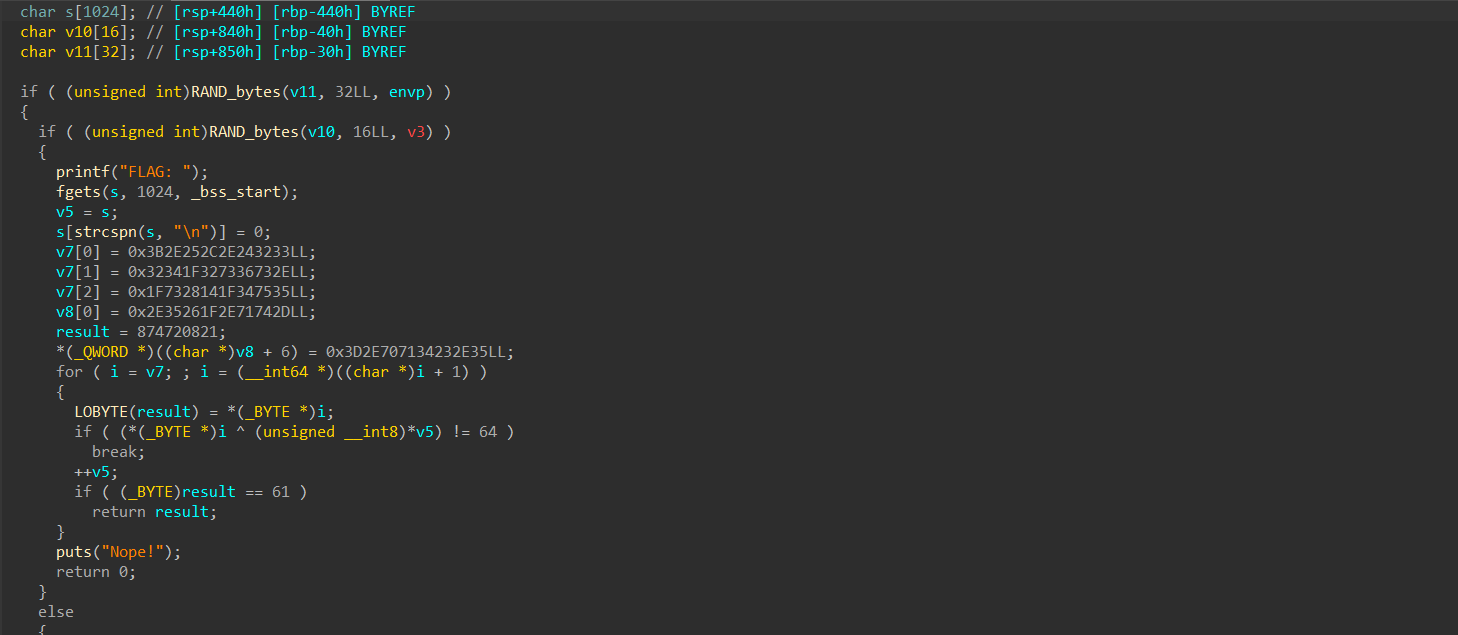 char s[1024]; // [rsp+440h] [rbp-440h] BYREF
char v10[16]; // [rsp+840h] [rbp-40h] BYREF
char v11[32]; // [rsp+850h] [rbp-30h] BYREF
if ( (unsigned int)RAND_bytes(v11, 32LL, envp) )
{
if ( (unsigned int)RAND_bytes(v10, 16LL, v3) )
{
printf("FLAG: ");
fgets(s, 1024, _bss_start);
v5 = s;
s[strcspn(s, "\n")] = 0;
v7[0] = 0x3B2E252C2E243233LL;
v7[1] = 0x32341F327336732ELL;
v7[2] = 0x1F7328141F347535LL;
v8[0] = 0x2E35261F2E71742DLL;
result = 874720821;
*(_QWORD *)((char *)v8 + 6) = 0x3D2E707134232E35LL;
for ( i = v7; ; i = (__int64 *)((char *)i + 1) )
{
LOBYTE(result) = *(_BYTE *)i;
if ( (*(_BYTE *)i ^ (unsigned __int8)*v5) != 64 )
break;
++v5;
if ( (_BYTE)result == 61 )
return result;
}
puts("Nope!");
return 0;
}
else
{